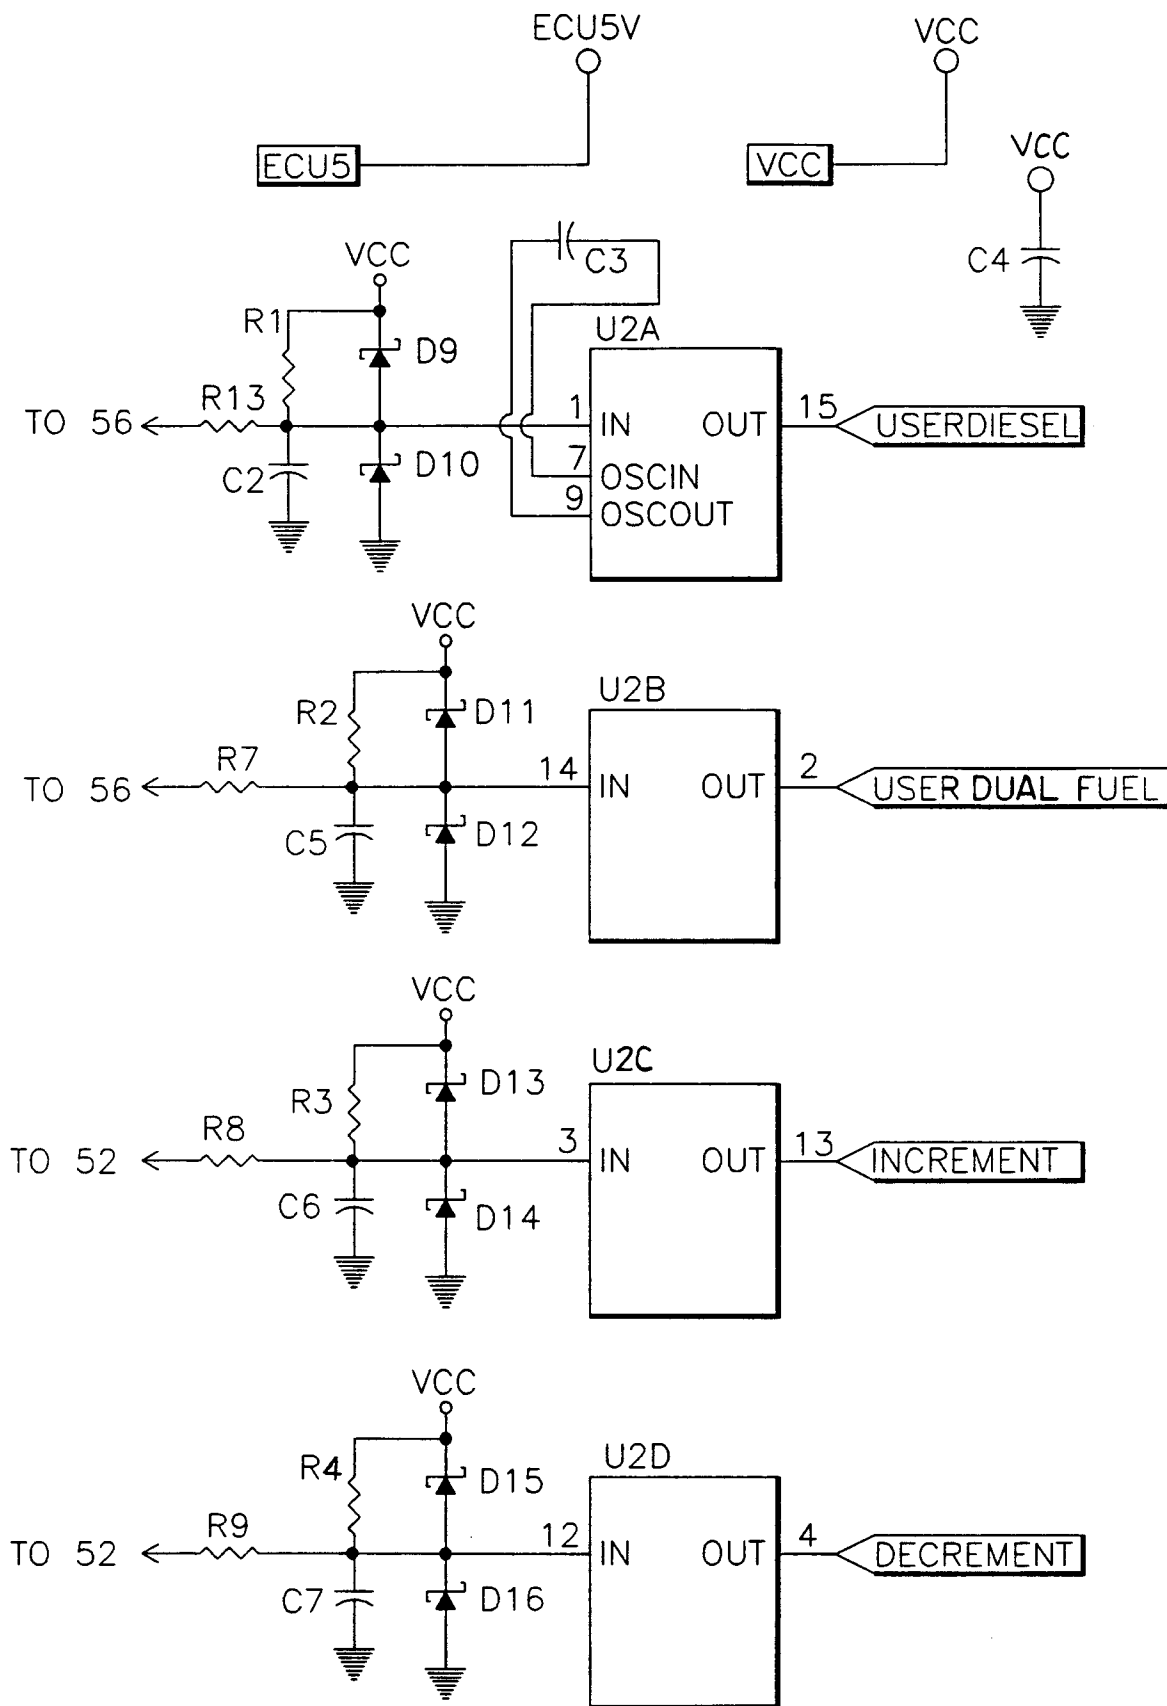 ECU5V
VCC
ECU5
VCC
VCC
VCC
C3
C4
R1
D9
U2A
R13
TO 56
1
IN
OUT
15
USERDIESEL
C2
D10
7
OSCIN
9
OSCOUT
VCC
R2
D11
U2B
R7
TO 56
14
IN
OUT
2
USER DUAL FUEL
C5
D12
VCC
R3
D13
U2C
R8
TO 52
3
IN
OUT
13
INCREMENT
C6
D14
VCC
R4
D15
U2D
R9
TO 52
12
IN
OUT
4
DECREMENT
C7
D16